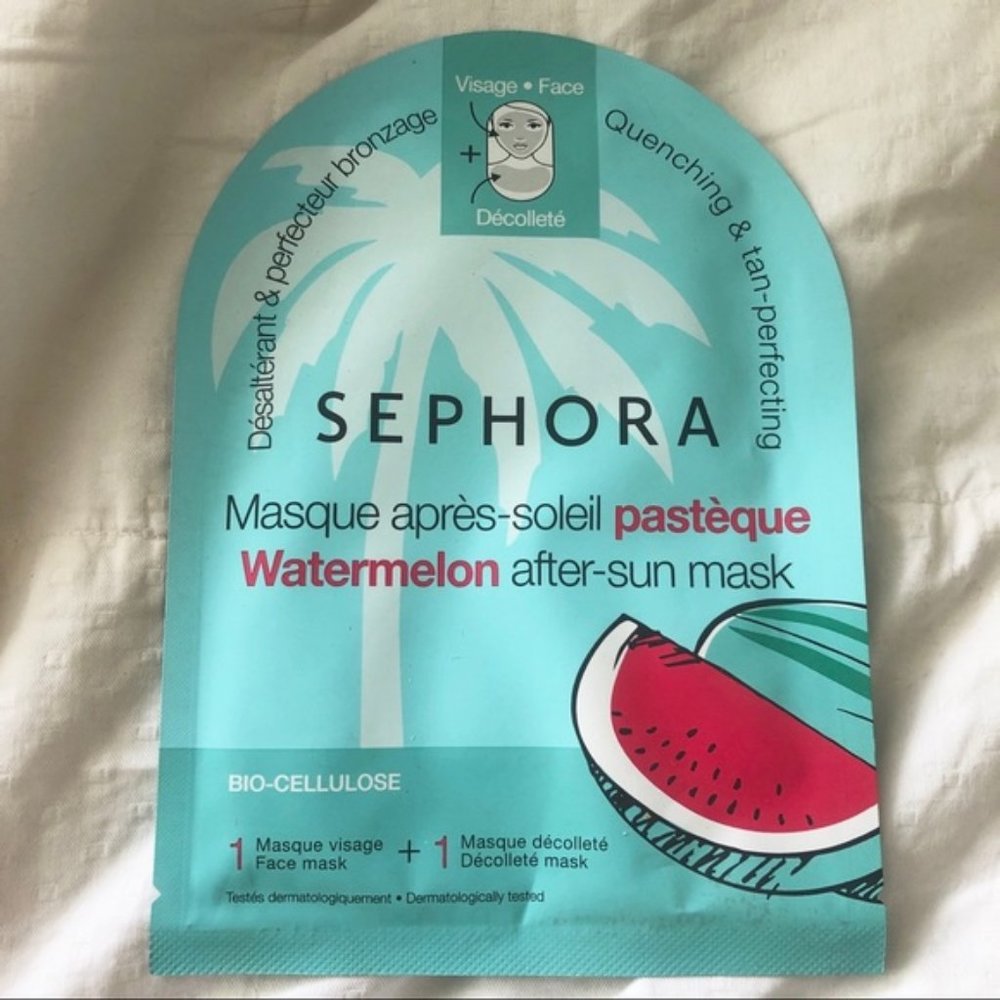 Visage • Face
+
Décolleté
Désaltérant & perfecteur bronzage
Quenching & tan-perfecting
SEPHORA
Masque après-soleil pastèque
Watermelon after-sun mask
BIO-CELLULOSE
1 Masque visage + 1 Masque décolleté
Face mask Décolleté mask
Testés dermatologiquement • Dermatologically tested